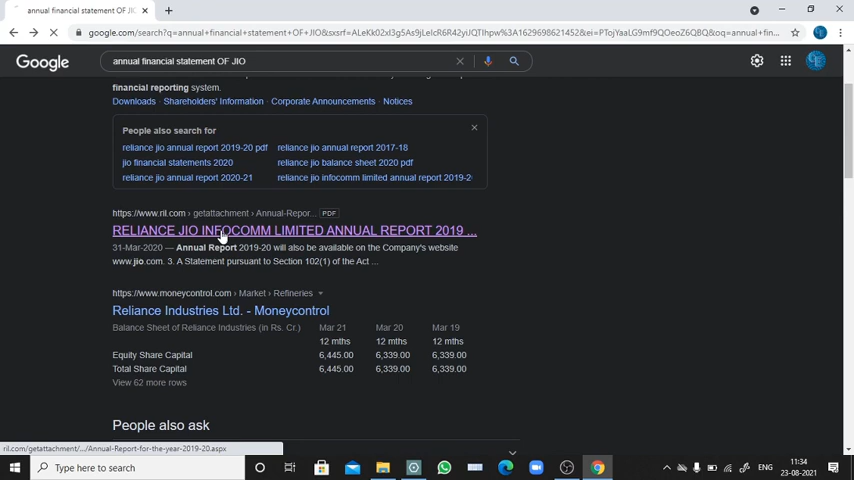 annual financial statement OF JIO
google.com/search?q=annual+financial+statement+OF+JIO&sxsrf=ALeKk02xI3g5As9jLeIcR6R42yiJQTIhpw%3A1629698621452&ei=PTojYaaLG9mf9QOeoZ6QBQ&oq=annual+fin...
Google
annual financial statement OF JIO
financial reporting system.
Downloads · Shareholders' Information · Corporate Announcements · Notices
People also search for
reliance jio annual report 2019-20 pdf reliance jio annual report 2017-18
jio financial statements 2020 reliance jio balance sheet 2020 pdf
reliance jio annual report 2020-21 reliance jio infocomm limited annual report 2019-2
https://www.ril.com › getattachment › Annual-Repor... PDF
RELIANCE JIO INFOCOMM LIMITED ANNUAL REPORT 2019 ...
31-Mar-2020 — Annual Report 2019-20 will also be available on the Company's website
www.jio.com. 3. A Statement pursuant to Section 102(1) of the Act ...
https://www.moneycontrol.com › Market › Refineries
Reliance Industries Ltd. - Moneycontrol
Balance Sheet of Reliance Industries (in Rs. Cr.) Mar 21 Mar 20 Mar 19
12 mths 12 mths 12 mths
Equity Share Capital 6,445.00 6,339.00 6,339.00
Total Share Capital 6,445.00 6,339.00 6,339.00
View 62 more rows
People also ask
ril.com/getattachment/.../Annual-Report-for-the-year-2019-20.aspx
Type here to search
ENG
11:34
23-08-2021